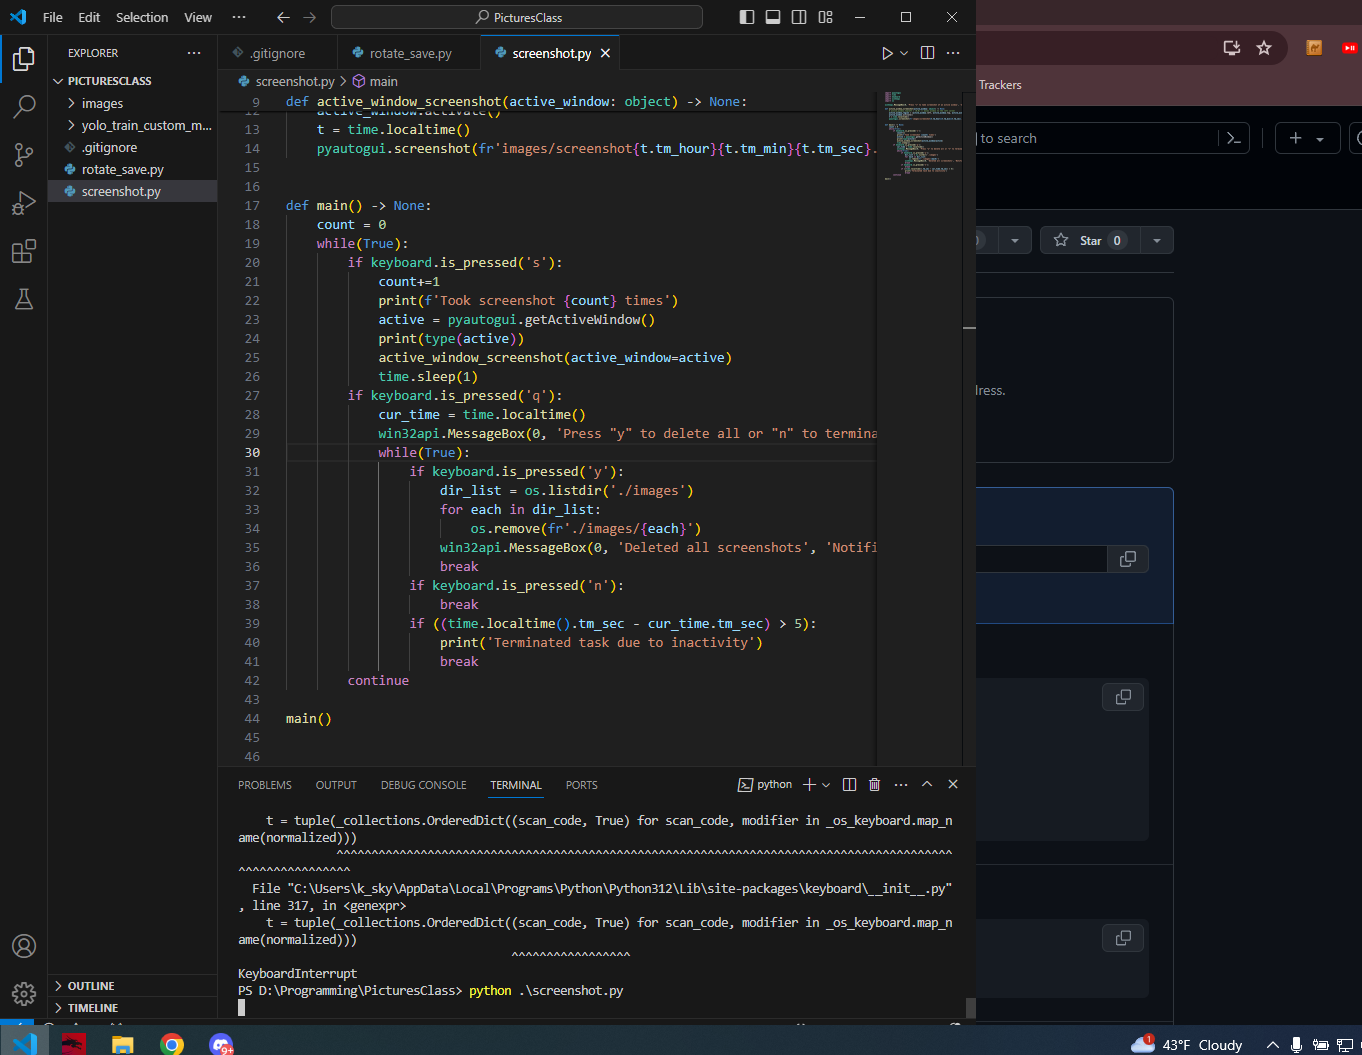 File Edit Selection View ··· PicturesClass
EXPLORER ···
PICTURESCLASS
images
yolo_train_custom_m...
.gitignore
rotate_save.py
screenshot.py
OUTLINE
TIMELINE
.gitignore rotate_save.py screenshot.py
screenshot.py > main
9 def active_window_screenshot(active_window: object) -> None:
12 active_window.activate()
13 t = time.localtime()
14 pyautogui.screenshot(fr'images/screenshot{t.tm_hour}{t.tm_min}{t.tm_sec}.
15
16
17 def main() -> None:
18 count = 0
19 while(True):
20 if keyboard.is_pressed('s'):
21 count+=1
22 print(f'Took screenshot {count} times')
23 active = pyautogui.getActiveWindow()
24 print(type(active))
25 active_window_screenshot(active_window=active)
26 time.sleep(1)
27 if keyboard.is_pressed('q'):
28 cur_time = time.localtime()
29 win32api.MessageBox(0, 'Press "y" to delete all or "n" to termina
30 while(True):
31 if keyboard.is_pressed('y'):
32 dir_list = os.listdir('./images')
33 for each in dir_list:
34 os.remove(fr'./images/{each}')
35 win32api.MessageBox(0, 'Deleted all screenshots', 'Notifi
36 break
37 if keyboard.is_pressed('n'):
38 break
39 if ((time.localtime().tm_sec - cur_time.tm_sec) > 5):
40 print('Terminated task due to inactivity')
41 break
42 continue
43
44 main()
45
46
PROBLEMS OUTPUT DEBUG CONSOLE TERMINAL PORTS python
t = tuple(_collections.OrderedDict((scan_code, True) for scan_code, modifier in _os_keyboard.map_n
ame(normalized)))
^^^^^^^^^^^^^^^^^^^^^^^^^^^^^^^^^^^^^^^^^^^^^^^^^^^^^^^^^^^^^^^^^^^^^^^^^^^^^^^^^^^^^^^
^^^^^^^^^^^^^^^^
File "C:\Users\k_sky\AppData\Local\Programs\Python\Python312\Lib\site-packages\keyboard\__init__.py"
, line 317, in <genexpr>
t = tuple(_collections.OrderedDict((scan_code, True) for scan_code, modifier in _os_keyboard.map_n
ame(normalized)))
^^^^^^^^^^^^^^^^^
KeyboardInterrupt
PS D:\Programming\PicturesClass> python .\screenshot.py
Trackers
to search
Star 0
dress.
9+
1
43°F Cloudy